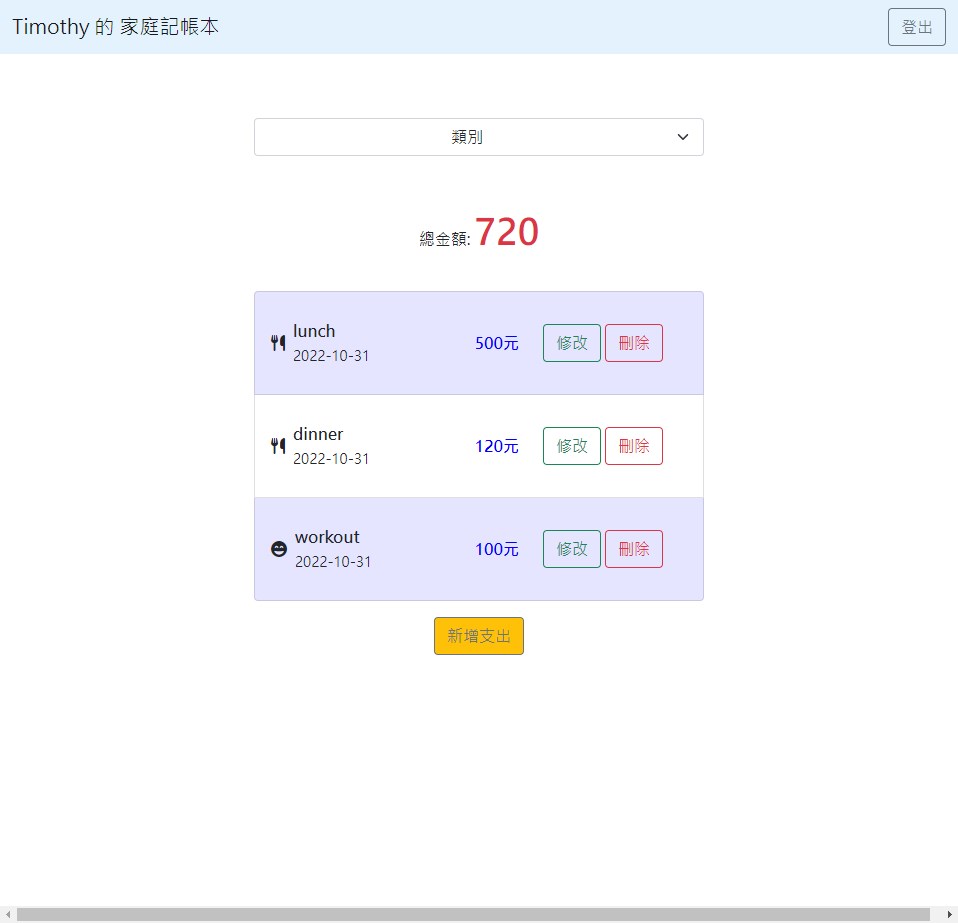 Timothy 的 家庭記帳本
登出
類別
總金額: 720
lunch
2022-10-31
500元
修改
刪除
dinner
2022-10-31
120元
修改
刪除
workout
2022-10-31
100元
修改
刪除
新增支出